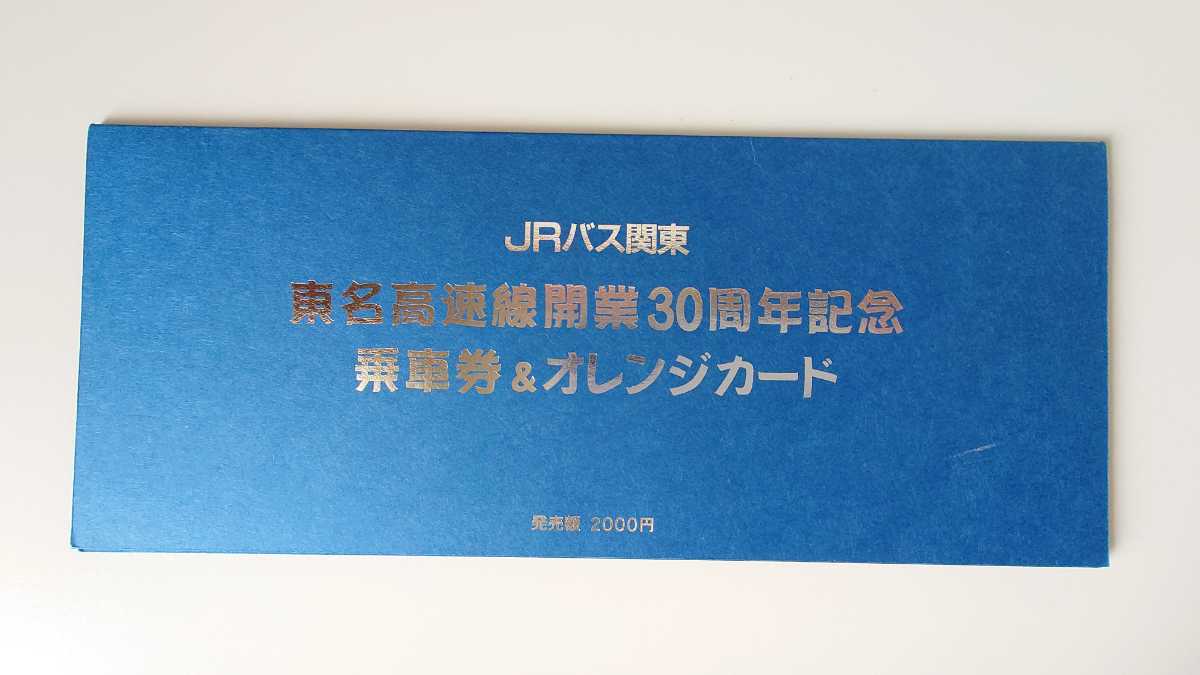 JRバス関東
東名高速線開業30周年記念
乗車券&オレンジカード
発売額 2000円